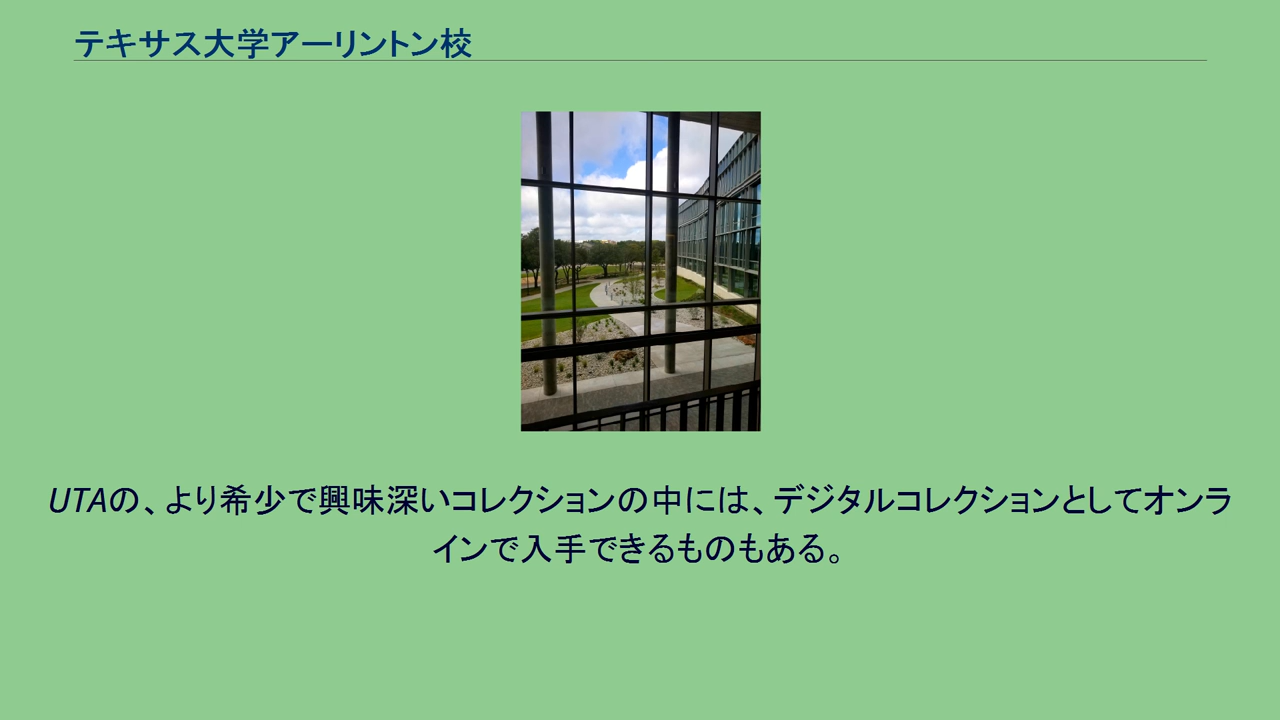 テキサス大学アーリントン校
UTAの、より希少で興味深いコレクションの中には、デジタルコレクションとしてオンラ
インで入手できるものもある。